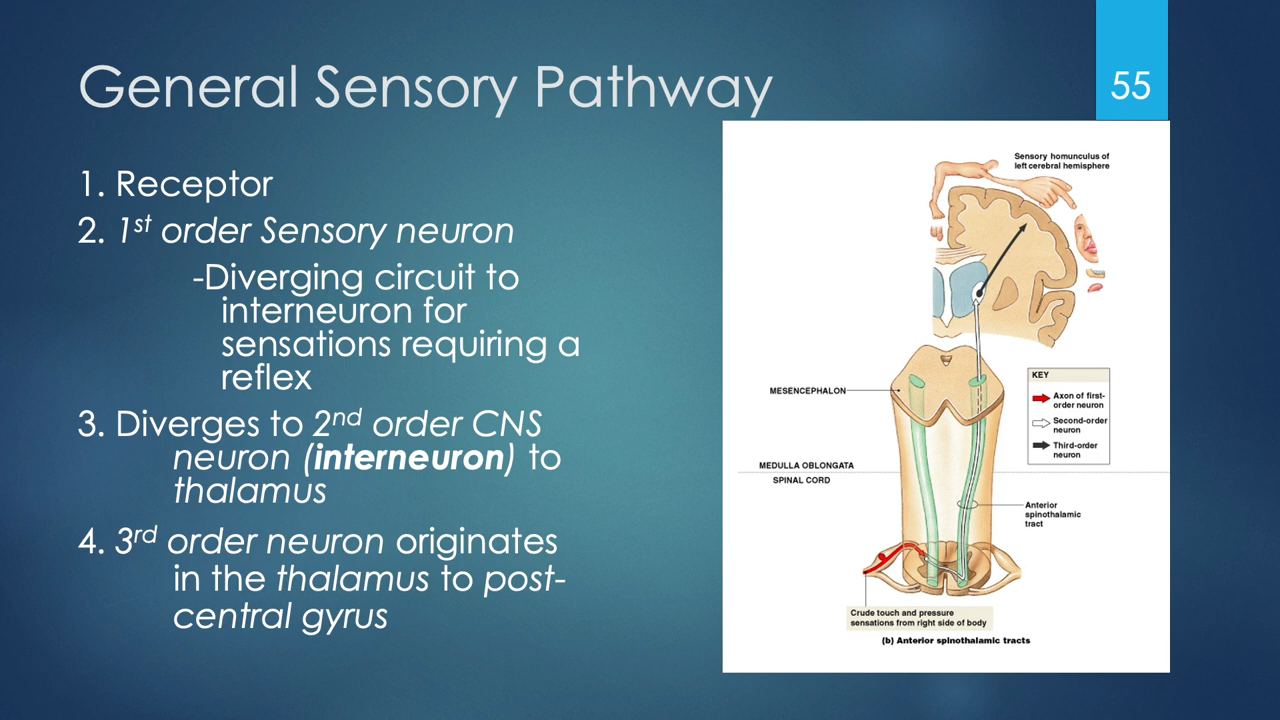 General Sensory Pathway
55
1. Receptor
2. 1st order Sensory neuron
-Diverging circuit to
interneuron for
sensations requiring a
reflex
3. Diverges to 2nd order CNS
neuron (interneuron) to
thalamus
4. 3rd order neuron originates
in the thalamus to post-
central gyrus
Sensory homunculus of
left cerebral hemisphere
MESENCEPHALON
KEY
Axon of first-
order neuron
Second-order
neuron
Third-order
neuron
MEDULLA OBLONGATA
SPINAL CORD
Anterior
spinothalamic
tract
Crude touch and pressure
sensations from right side of body
(b) Anterior spinothalamic tracts